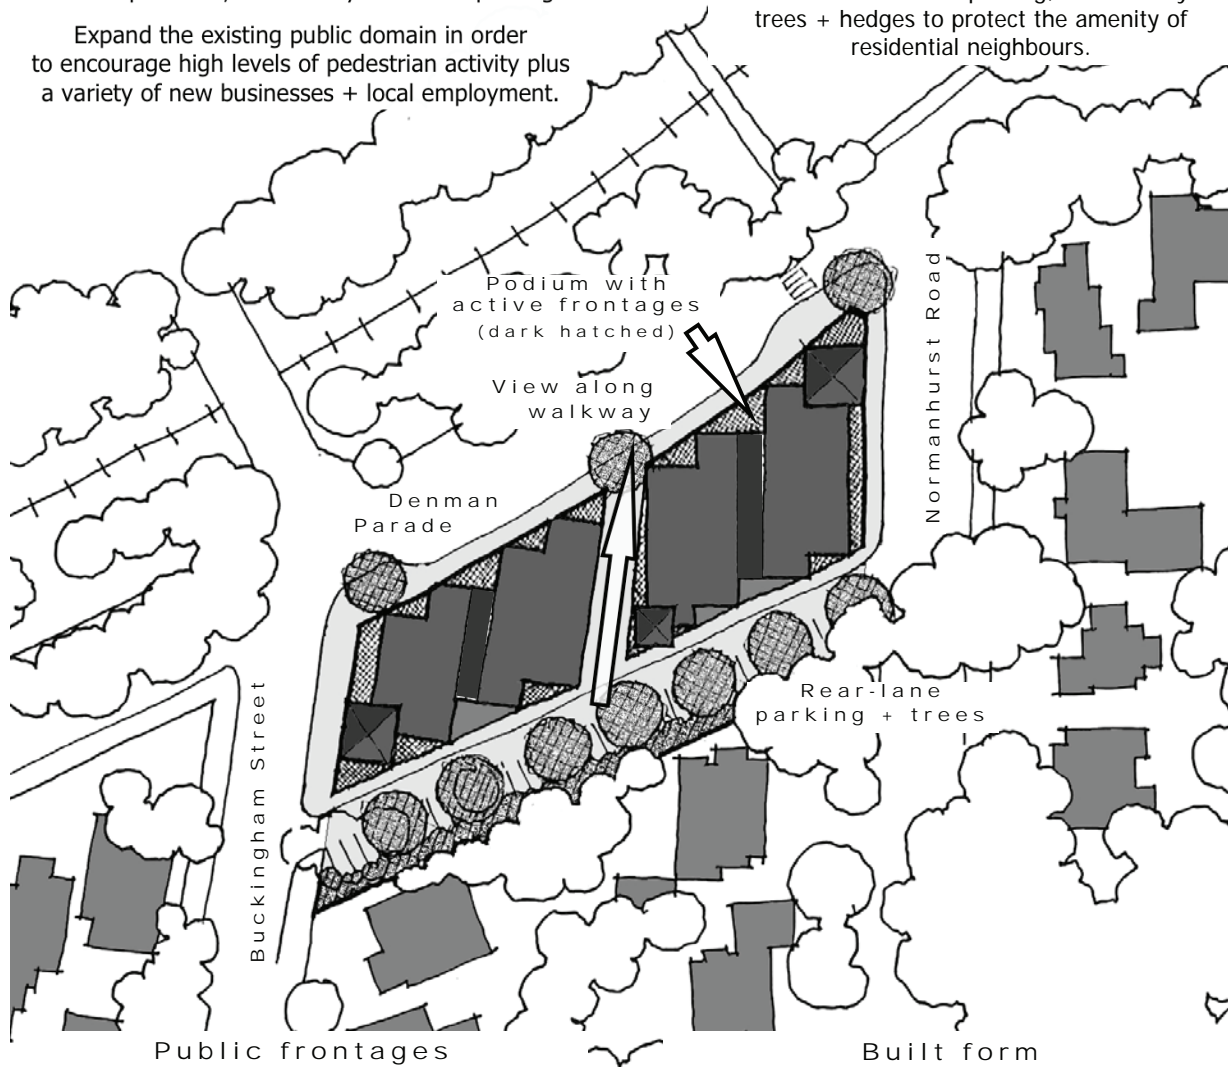 Expand the existing public domain in order
to encourage high levels of pedestrian activity plus
a variety of new businesses + local employment.
trees + hedges to protect the amenity of
residential neighbours.
Podium with
active frontages
(dark hatched)
View along
walkway
Denman
Parade
Normanhurst Road
Rear-lane
parking + trees
Buckingham Street
Public frontages
Built form